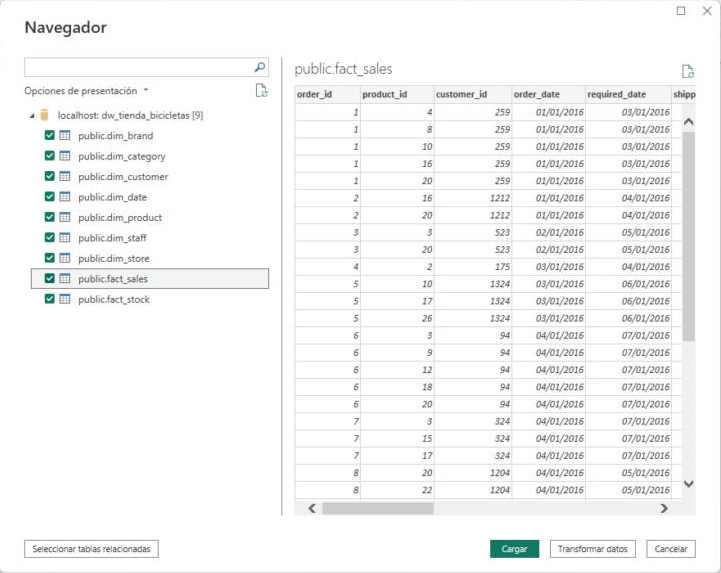 Navegador
Opciones de presentación
localhost: dw_tienda_bicicletas [9]
public.dim_brand
public.dim_category
public.dim_customer
public.dim_date
public.dim_product
public.dim_staff
public.dim_store
public.fact_sales
public.fact_stock
public.fact_sales
order_id product_id customer_id order_date required_date shipp
1 4 259 01/01/2016 03/01/2016
1 8 259 01/01/2016 03/01/2016
1 10 259 01/01/2016 03/01/2016
1 16 259 01/01/2016 03/01/2016
1 20 259 01/01/2016 03/01/2016
2 16 1212 01/01/2016 04/01/2016
2 20 1212 01/01/2016 04/01/2016
3 3 523 02/01/2016 05/01/2016
3 20 523 02/01/2016 05/01/2016
4 2 175 03/01/2016 04/01/2016
5 10 1324 03/01/2016 06/01/2016
5 17 1324 03/01/2016 06/01/2016
5 26 1324 03/01/2016 06/01/2016
6 3 94 04/01/2016 07/01/2016
6 9 94 04/01/2016 07/01/2016
6 12 94 04/01/2016 07/01/2016
6 18 94 04/01/2016 07/01/2016
6 20 94 04/01/2016 07/01/2016
7 3 324 04/01/2016 07/01/2016
7 15 324 04/01/2016 07/01/2016
7 17 324 04/01/2016 07/01/2016
8 20 1204 04/01/2016 05/01/2016
8 22 1204 04/01/2016 05/01/2016
Seleccionar tablas relacionadas
Cargar
Transformar datos
Cancelar